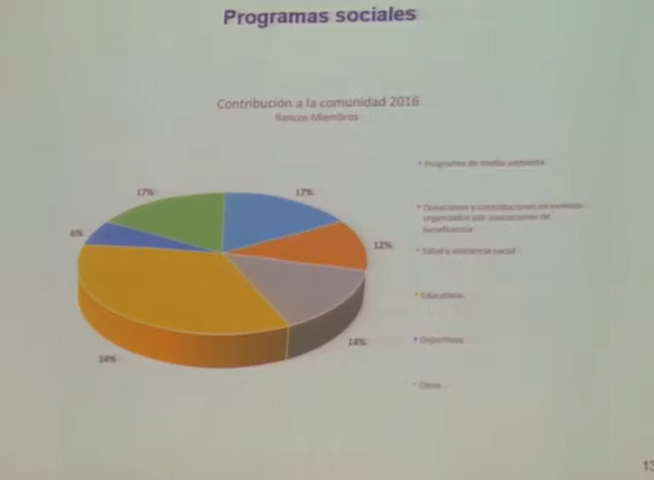 Programas sociales
Contribución a la comunidad 2016
Bancos Miembros
17%
17%
6%
12%
14%
34%
Programas de medio ambiente
Donaciones y contribuciones en eventos
organizados por asociaciones de
beneficencia
Salud y asistencia social
Educativos
Deportivos
Otros
13